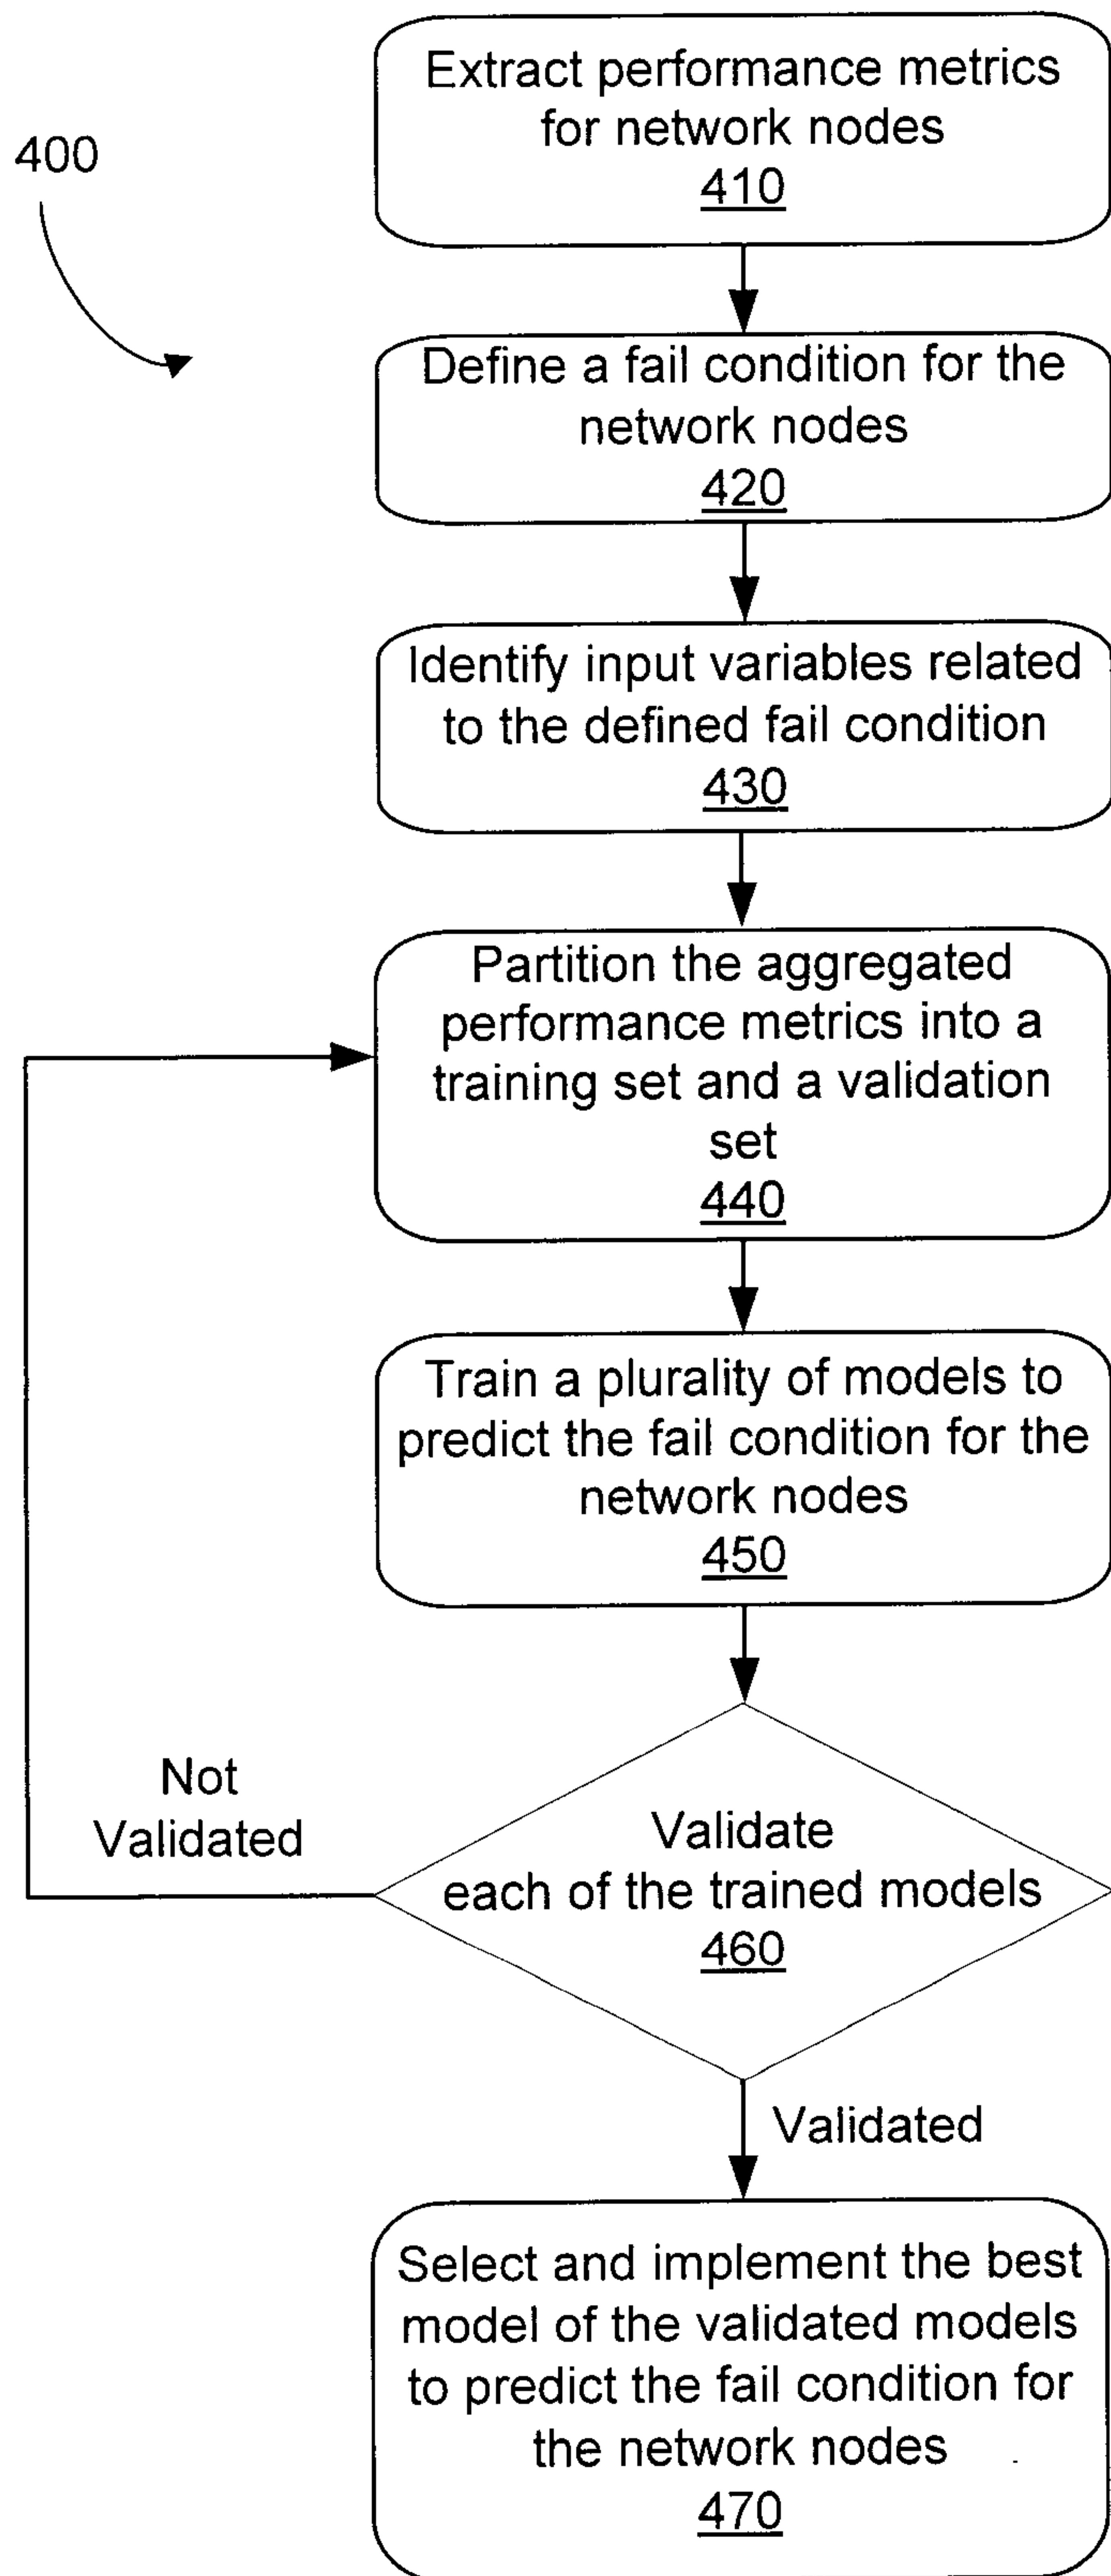 Extract performance metrics
for network nodes
410
400
Define a fail condition for the
network nodes
420
Identify input variables related
to the defined fail condition
430
Partition the aggregated
performance metrics into a
training set and a validation
set
440
Train a plurality of models to
predict the fail condition for the
network nodes
450
Not
Validated
Validate
each of the trained models
460
Validated
Select and implement the best
model of the validated models
to predict the fail condition for
the network nodes
470